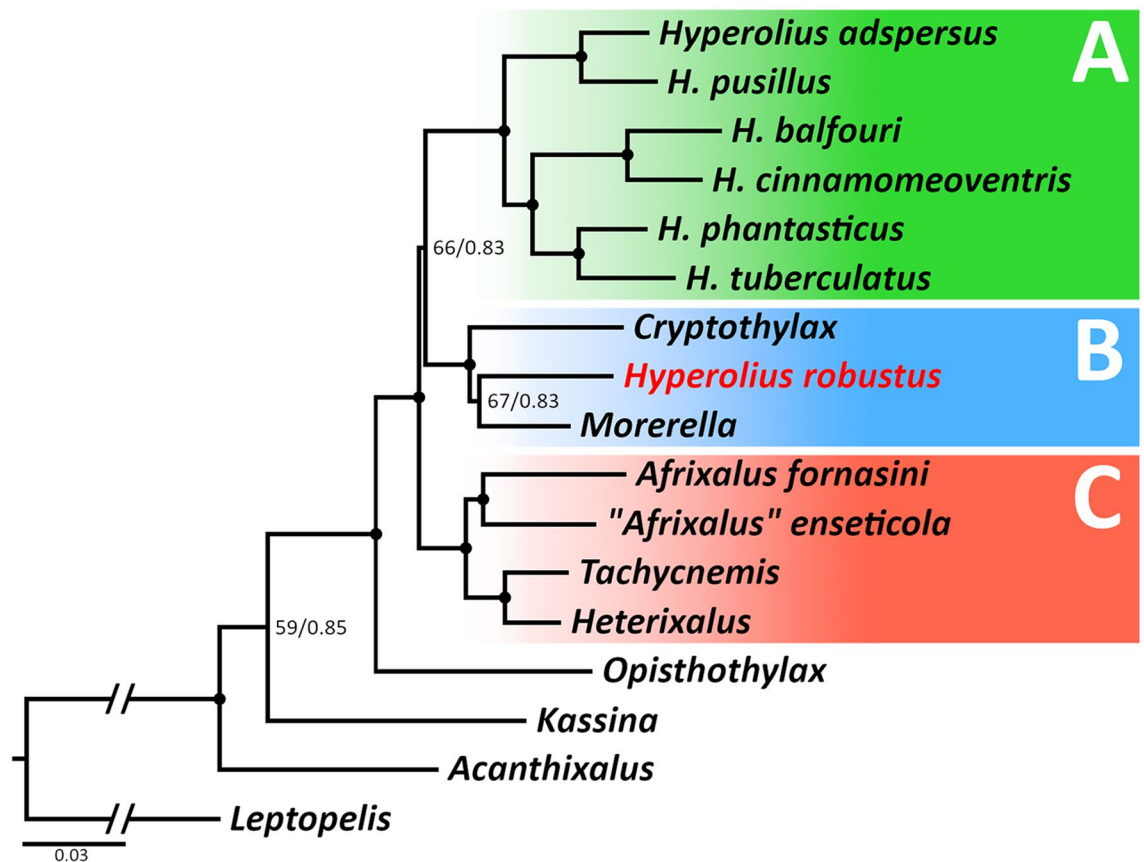 Hyperolius adspersus
A
H. pusillus
H. balfouri
H. cinnamomeoventris
H. phantasticus
66/0.83
H. tuberculatus
Cryptothylax
B
Hyperolius robustus
67/0.83
Morerella
Afrixalus fornasini
C
"Afrixalus" enseticola
Tachycnemis
Heterixalus
59/0.85
Opisthothylax
Kassina
Acanthixalus
Leptopelis
0.03